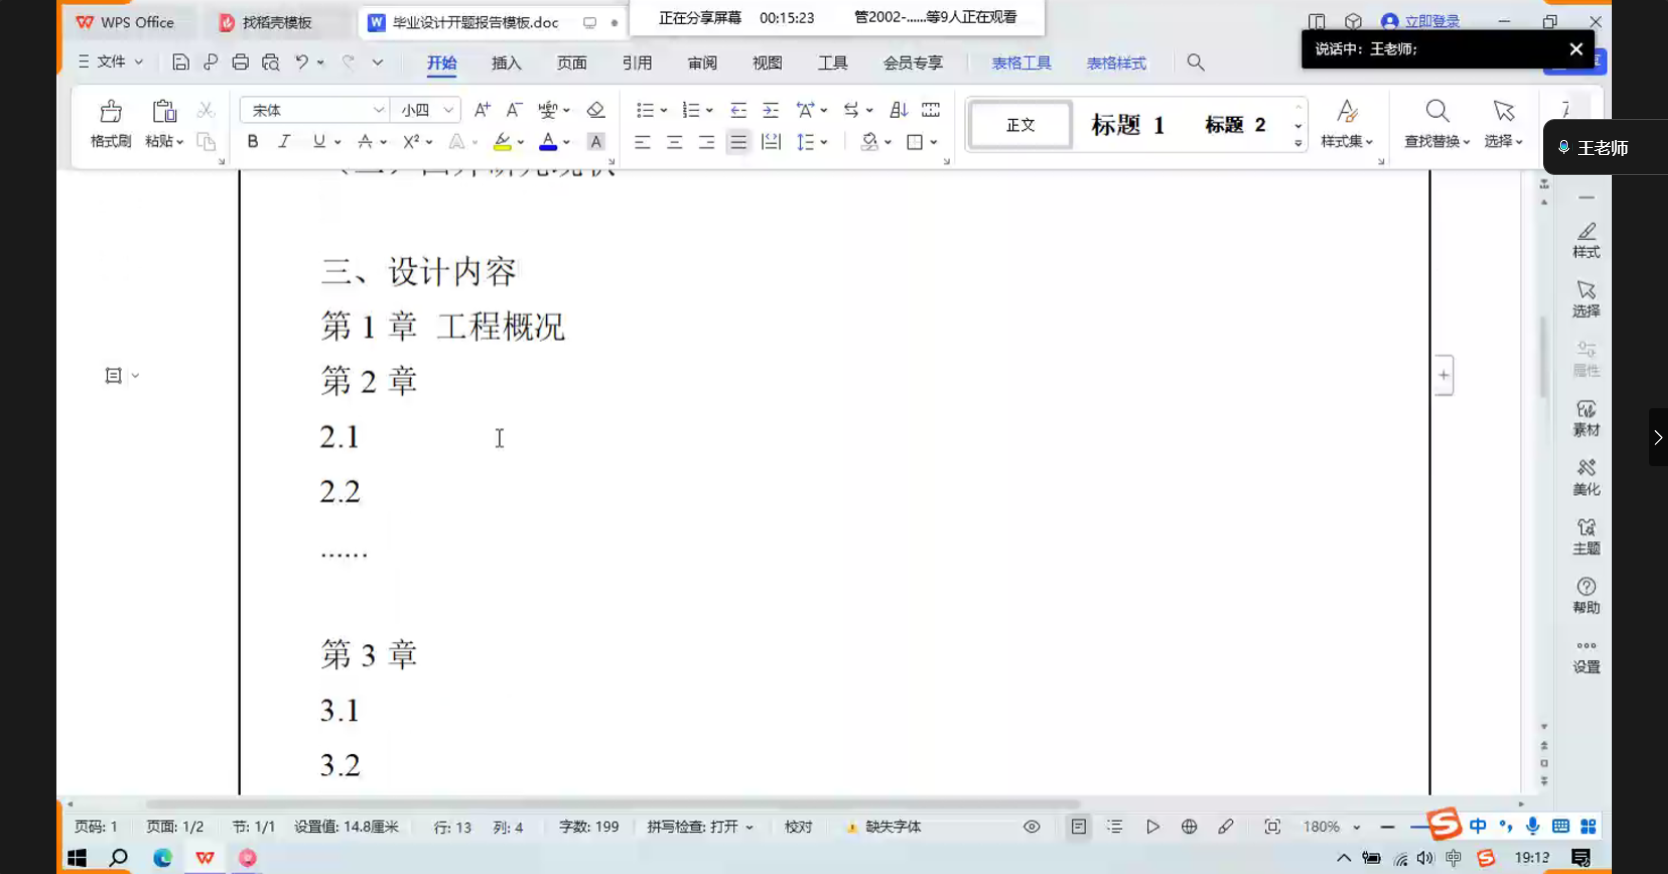 WPS Office
找稻壳模板
毕业设计开题报告模板.doc
正在分享屏幕 00:15:23 管2002-......等9人正在观看
立即登录
说话中: 王老师;
文件
开始 插入 页面 引用 审阅 视图 工具 会员专享 表格工具 表格样式
格式刷 粘贴
宋体 小四
正文 标题 1 标题 2
样式集 查找替换 选择
王老师
三、设计内容
第 1 章 工程概况
第 2 章
2.1
2.2
......
第 3 章
3.1
3.2
样式
选择
属性
素材
美化
主题
帮助
设置
页码: 1 页面: 1/2 节: 1/1 设置值: 14.8厘米 行: 13 列: 4 字数: 199 拼写检查: 打开 校对 缺失字体 180%
中
中 19:13